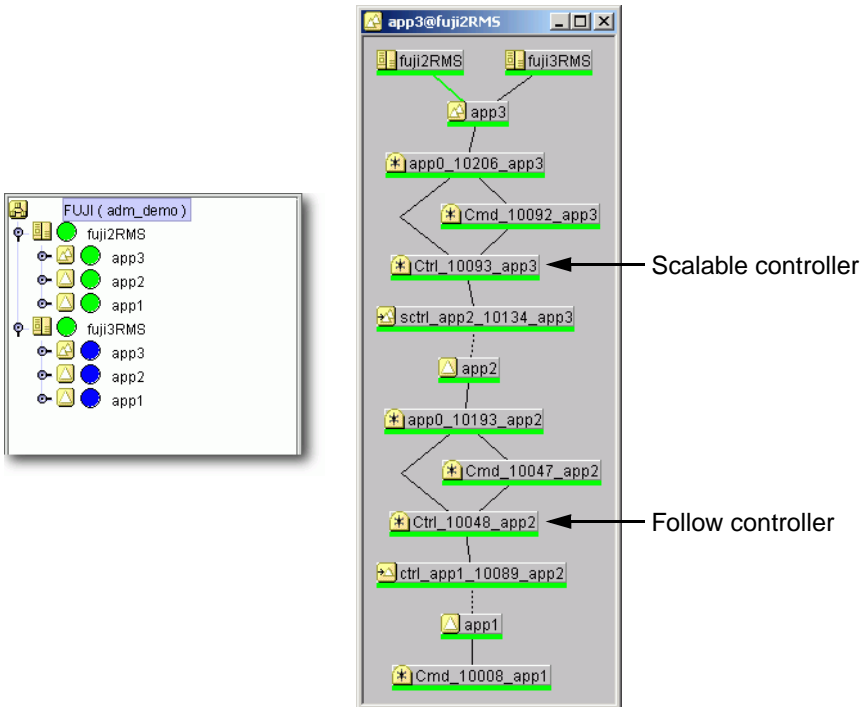 FUJI ( adm_demo )
fuji2RMS
app3
app2
app1
fuji3RMS
app3
app2
app1
app3@fuji2RMS
fuji2RMS
fuji3RMS
app3
app0_10206_app3
Cmd_10092_app3
Ctrl_10093_app3
Scalable controller
sctrl_app2_10134_app3
app2
app0_10193_app2
Cmd_10047_app2
Ctrl_10048_app2
Follow controller
ctrl_app1_10089_app2
app1
Cmd_10008_app1